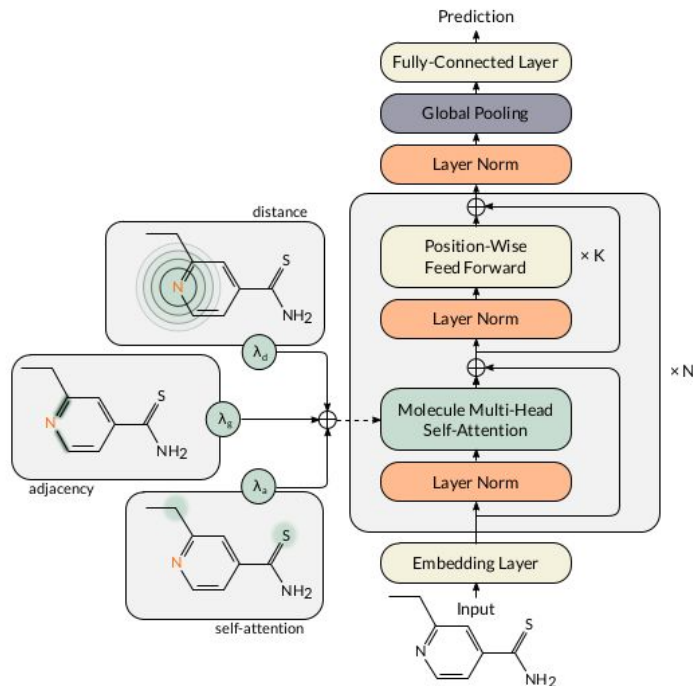 Prediction
Fully-Connected Layer
Global Pooling
Layer Norm
distance
N
S
NH2
λd
Position-Wise
Feed Forward
× K
Layer Norm
× N
N
S
NH2
λg
adjacency
Molecule Multi-Head
Self-Attention
λa
Layer Norm
S
N
NH2
self-attention
Embedding Layer
Input
N
S
NH2